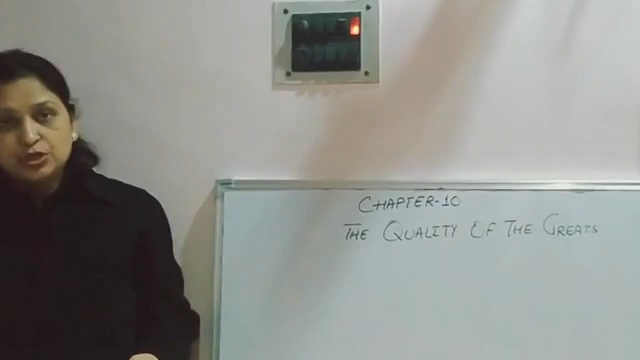 CHAPTER-10
THE QUALITY OF THE GREATS